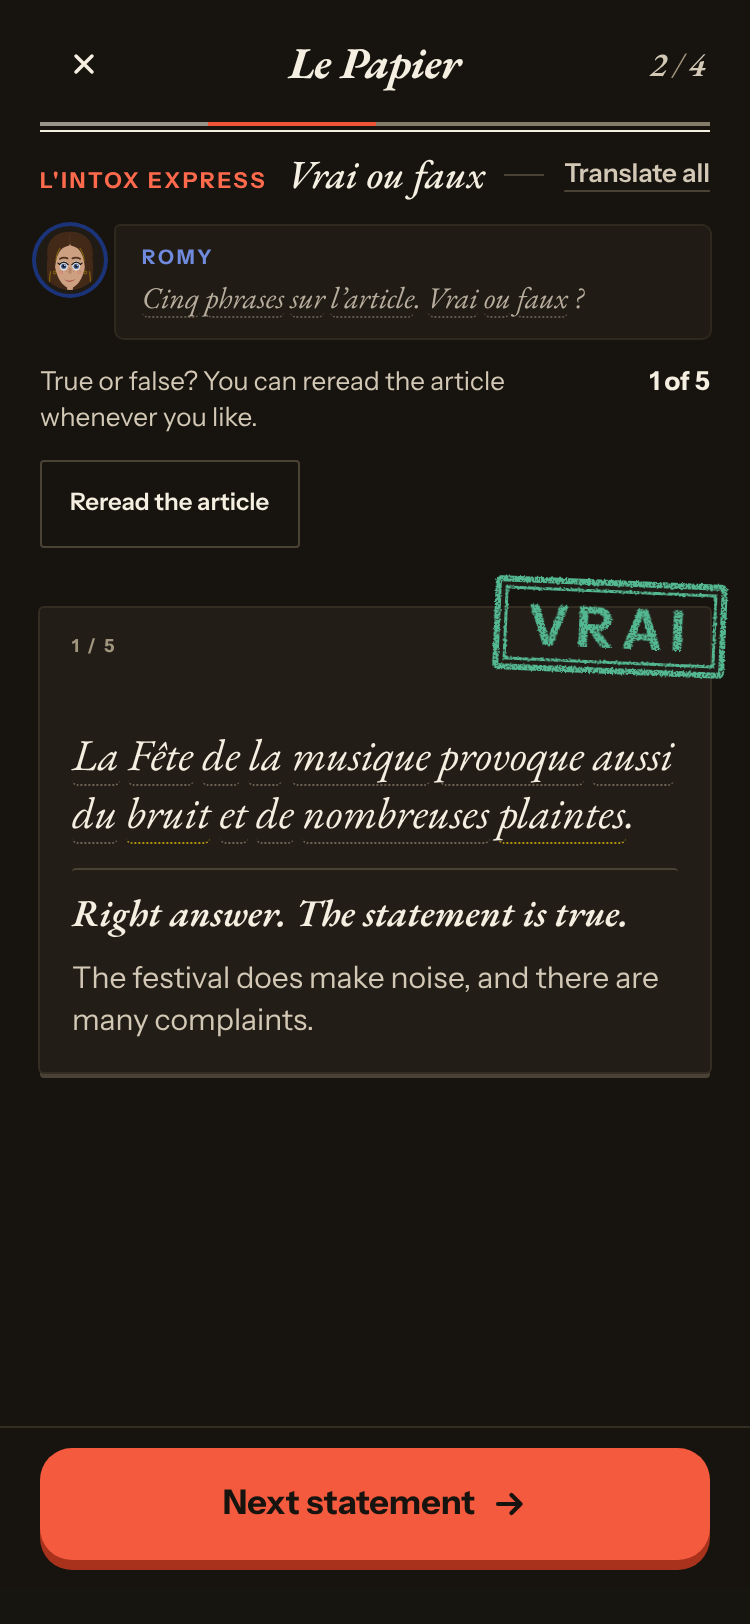 Le Papier
2/4
L'INTOX EXPRESS Vrai ou faux Translate all
ROMY
Cinq phrases sur l'article. Vrai ou faux ?
True or false? You can reread the article
whenever you like.
1 of 5
Reread the article
VRAI
1 / 5
La Fête de la musique provoque aussi
du bruit et de nombreuses plaintes.
Right answer. The statement is true.
The festival does make noise, and there are
many complaints.
Next statement →